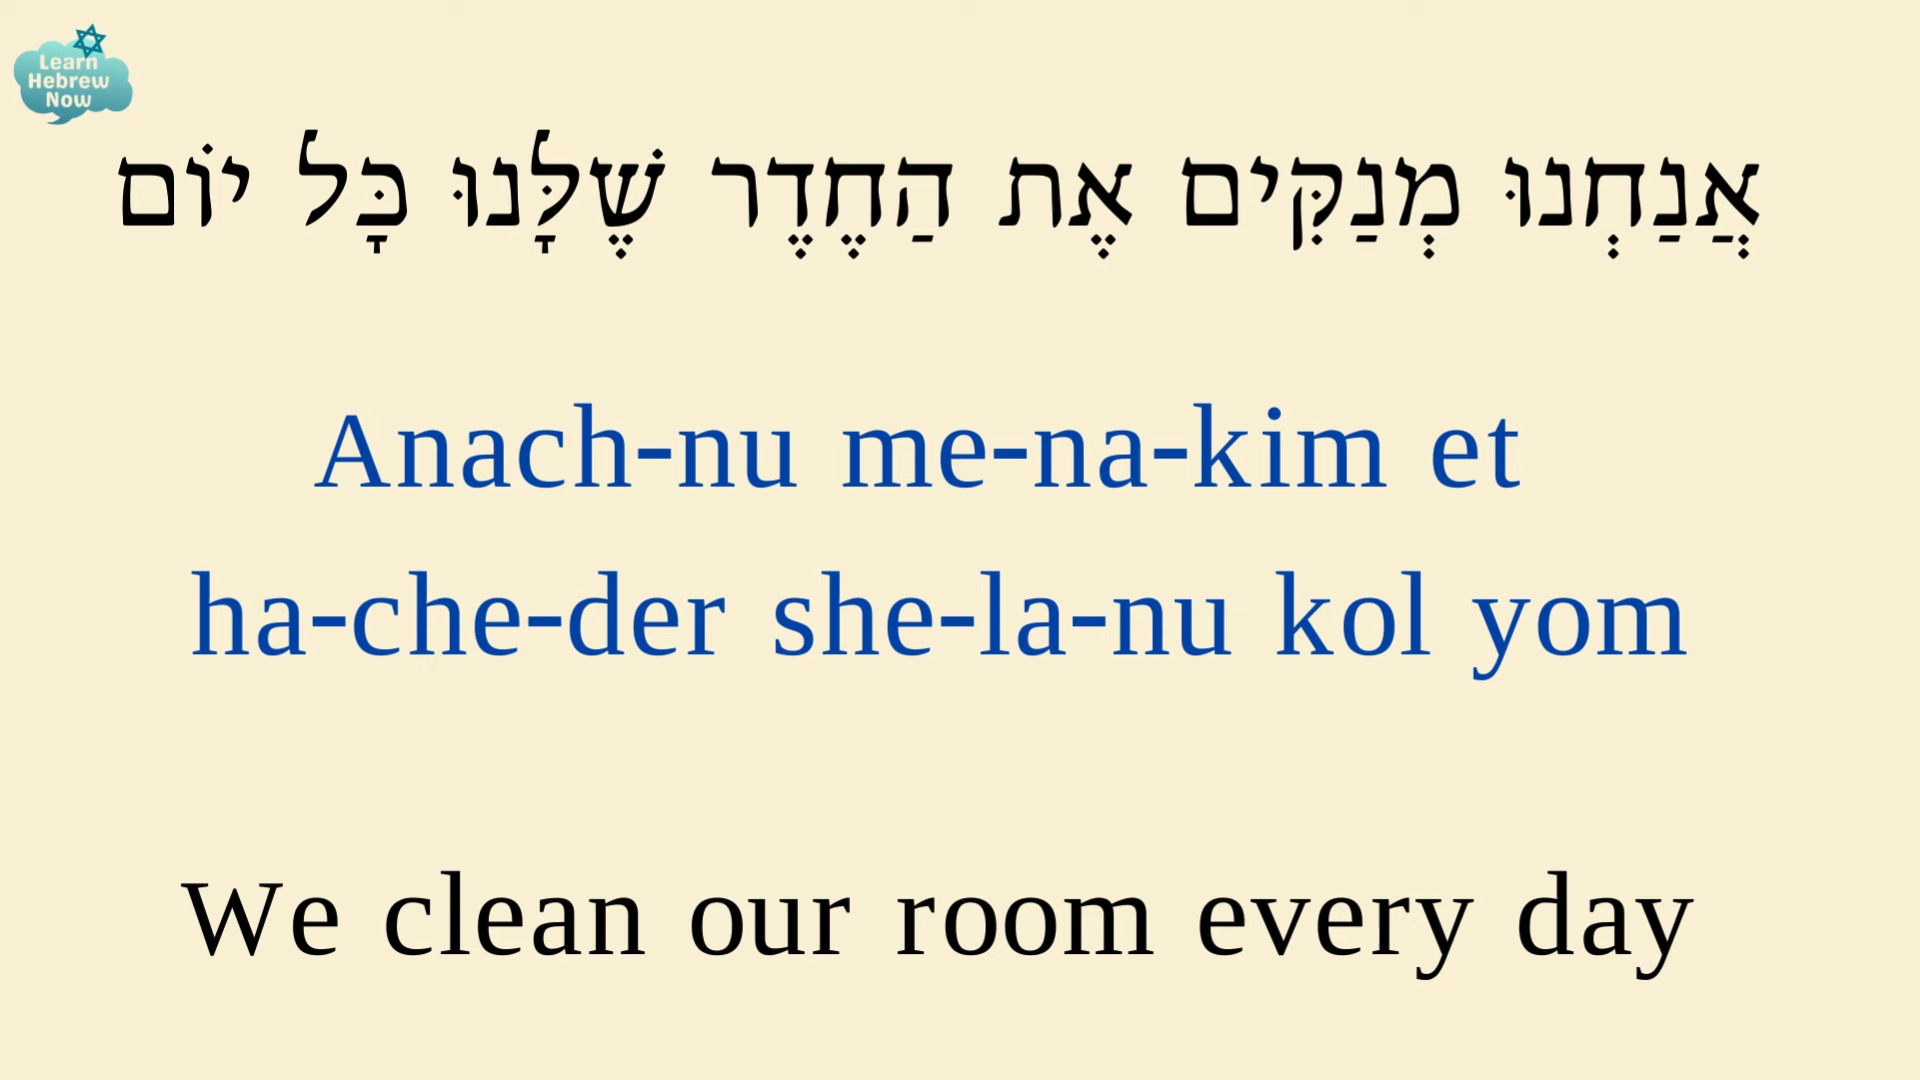 Learn
Hebrew
Now
אֲנַחְנוּ מְנַקִּים אֶת הַחֶדֶר שֶׁלָּנוּ כָּל יוֹם
Anach-nu me-na-kim et
ha-che-der she-la-nu kol yom
We clean our room every day